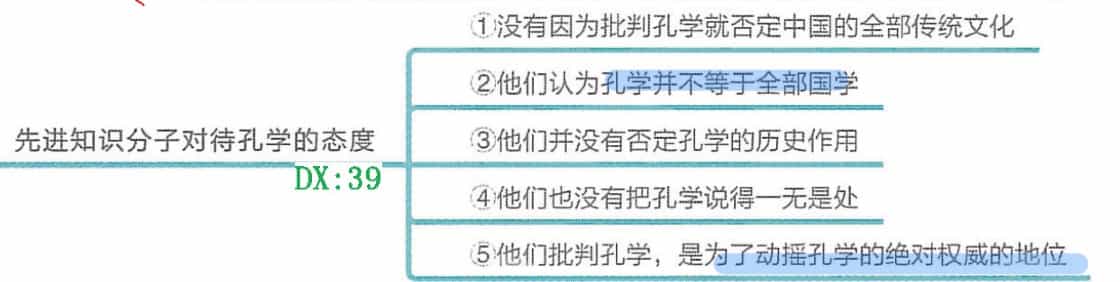 ①没有因为批判孔学就否定中国的全部传统文化
②他们认为孔学并不等于全部国学
先进知识分子对待孔学的态度
③他们并没有否定孔学的历史作用
DX:39
④他们也没有把孔学说得一无是处
⑤他们批判孔学，是为了动摇孔学的绝对权威的地位